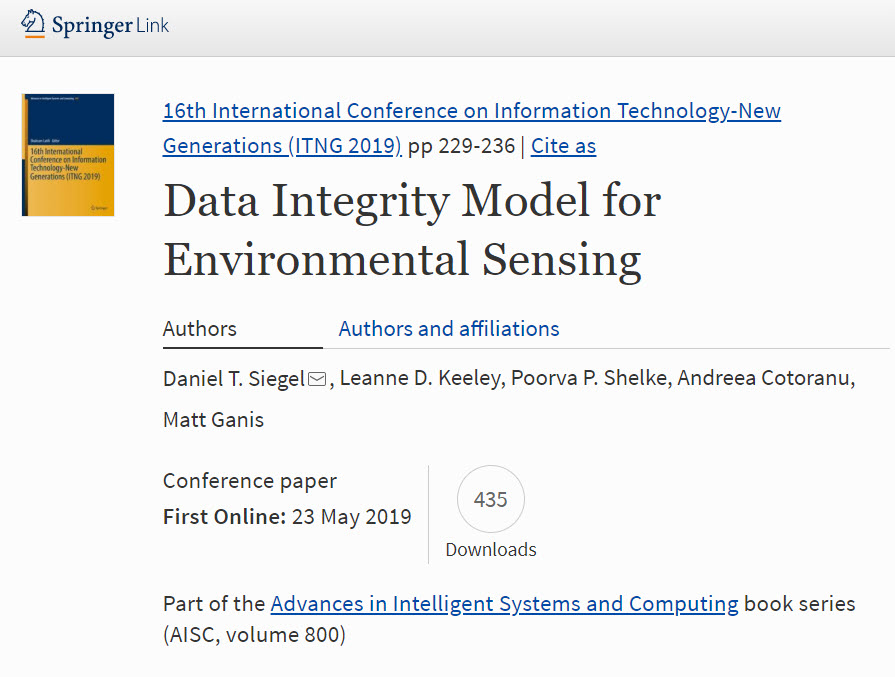 Springer Link
16th International
Conference on Information
Technology-New
Generations (ITNG 2019)
16th International Conference on Information Technology-New
Generations (ITNG 2019) pp 229-236 | Cite as
Data Integrity Model for
Environmental Sensing
Authors Authors and affiliations
Daniel T. Siegel, Leanne D. Keeley, Poorva P. Shelke, Andreea Cotoranu,
Matt Ganis
Conference paper
First Online: 23 May 2019
435
Downloads
Part of the Advances in Intelligent Systems and Computing book series
(AISC, volume 800)